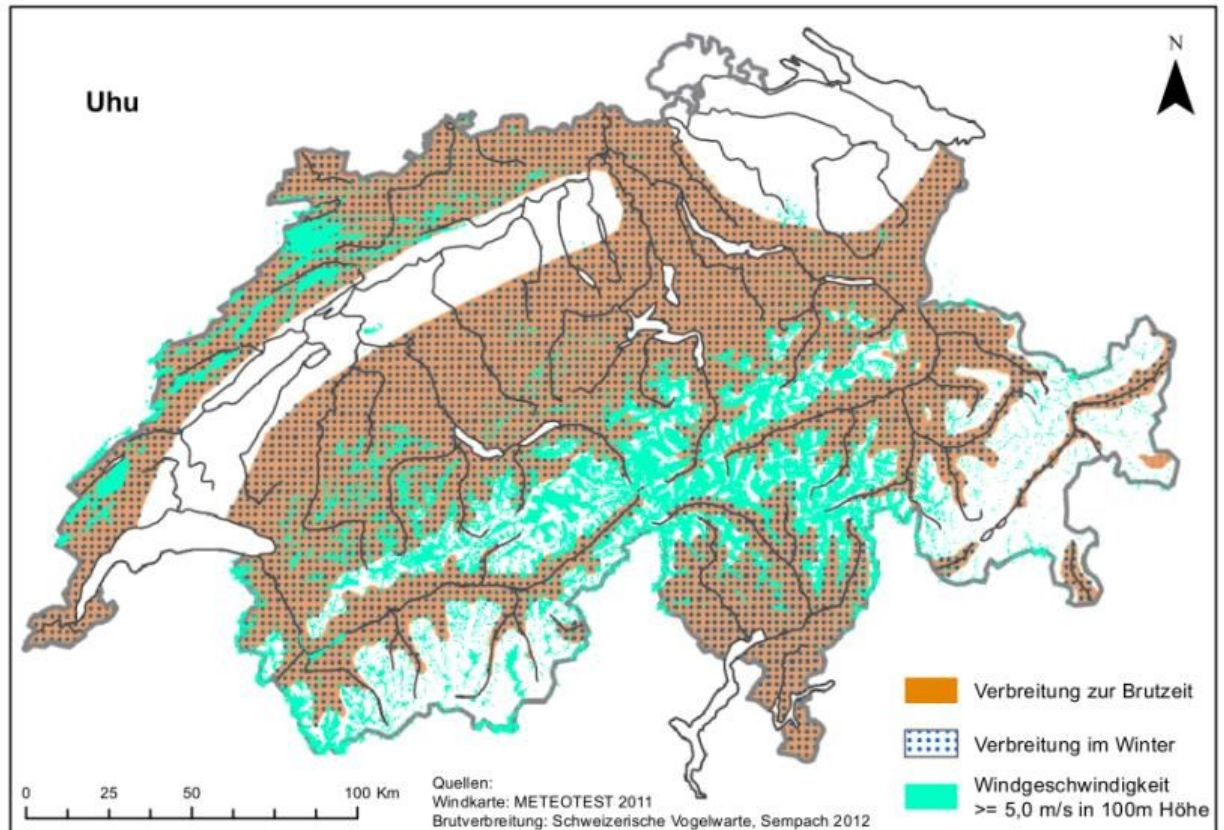 Uhu
N
Verbreitung zur Brutzeit
Verbreitung im Winter
Windgeschwindigkeit
>= 5,0 m/s in 100m Höhe
0 25 50 100 Km
Quellen:
Windkarte: METEOTEST 2011
Brutverbreitung: Schweizerische Vogelwarte, Sempach 2012